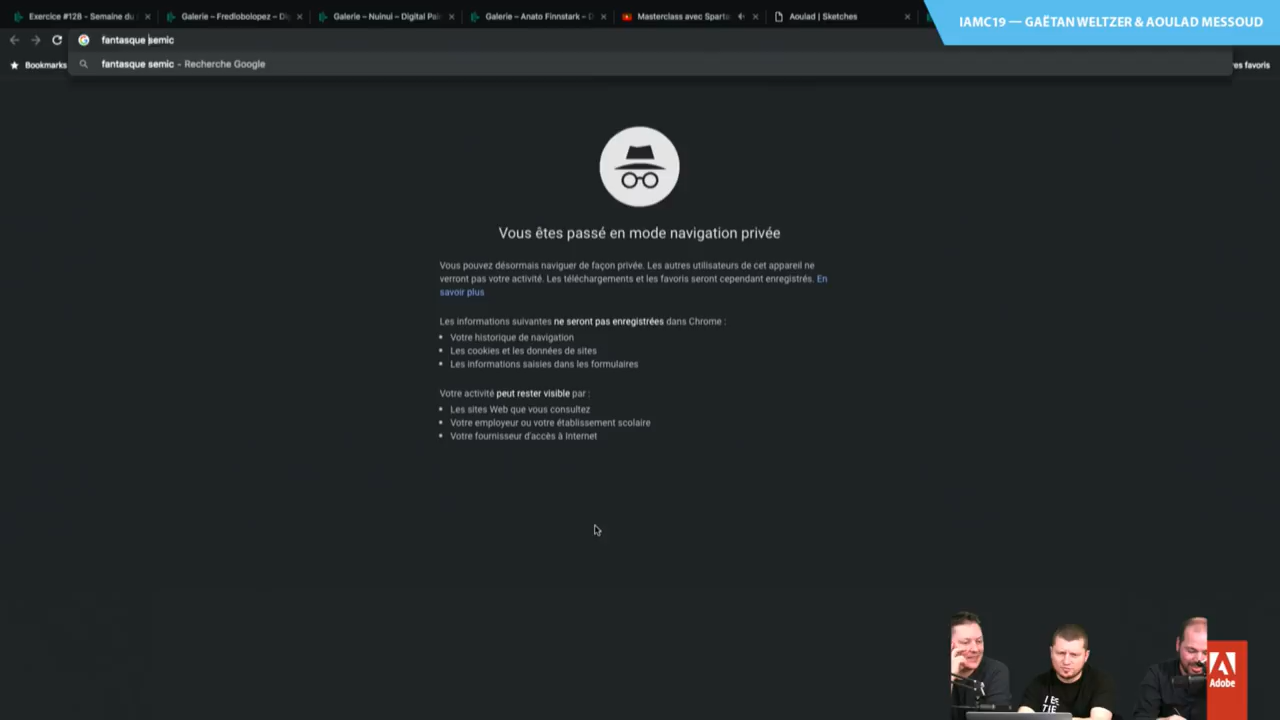 Exercice #128 – Semaine du
Galerie – Fredlobolopez – Di
Galerie – Nuinui – Digital Pai
Galerie – Anato Finnstark – D
Masterclass avec Spart
Aoulad | Sketches
IAMC19 — GAËTAN WELTZER & AOULAD MESSOUD
fantasque semic
fantasque semic – Recherche Google
Bookmarks
res favoris
Vous êtes passé en mode navigation privée
Vous pouvez désormais naviguer de façon privée. Les autres utilisateurs de cet appareil ne
verront pas votre activité. Les téléchargements et les favoris seront cependant enregistrés. En
savoir plus
Les informations suivantes ne seront pas enregistrées dans Chrome :
• Votre historique de navigation
• Les cookies et les données de sites
• Les informations saisies dans les formulaires
Votre activité peut rester visible par :
• Les sites Web que vous consultez
• Votre employeur ou votre établissement scolaire
• Votre fournisseur d'accès à Internet
Adobe